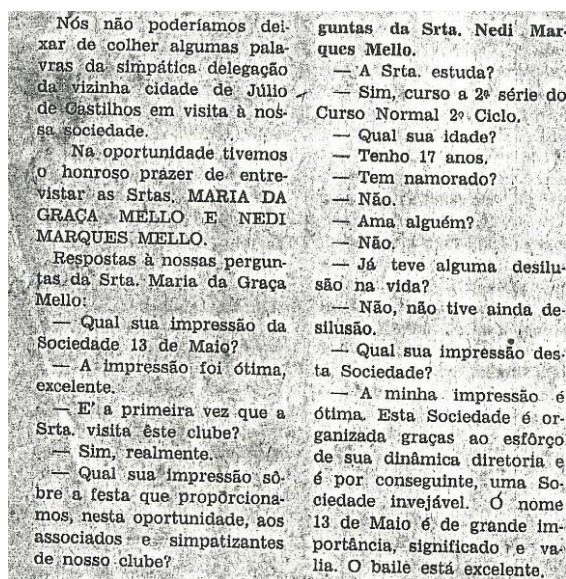 Nós não poderíamos dei-
xar de colher algumas pala-
vras da simpática delegação
da vizinha cidade de Júlio
de Castilhos em visita à nos-
sa sociedade.
Na oportunidade tivemos
o honroso prazer de entre-
vistar as Srtas. MARIA DA
GRAÇA MELLO E NEDI
MARQUES MELLO.
Respostas à nossas pergun-
tas da Srta. Maria da Graça
Mello:
— Qual sua impressão da
Sociedade 13 de Maio?
— A impressão foi ótima,
excelente.
— E' a primeira vez que a
Srta. visita êste clube?
— Sim, realmente.
— Qual sua impressão sô-
bre a festa que proporciona-
mos, nesta oportunidade, aos
associados e simpatizantes
de nosso clube?
guntas da Srta. Nedi Mar-
ques Mello.
— A Srta. estuda?
— Sim, curso a 2ª série do
Curso Normal 2º Ciclo.
— Qual sua idade?
— Tenho 17 anos.
— Tem namorado?
— Não.
— Ama alguém?
— Não.
— Já teve alguma desilu-
são na vida?
— Não, não tive ainda de-
silusão.
— Qual sua impressão des-
ta Sociedade?
— A minha impressão é
ótima. Esta Sociedade é or-
ganizada graças ao esfôrço
de sua dinâmica diretoria e
é por conseguinte, uma So-
ciedade invejável. O nome
13 de Maio é de grande im-
portância, significado e va-
lia. O baile está excelente.